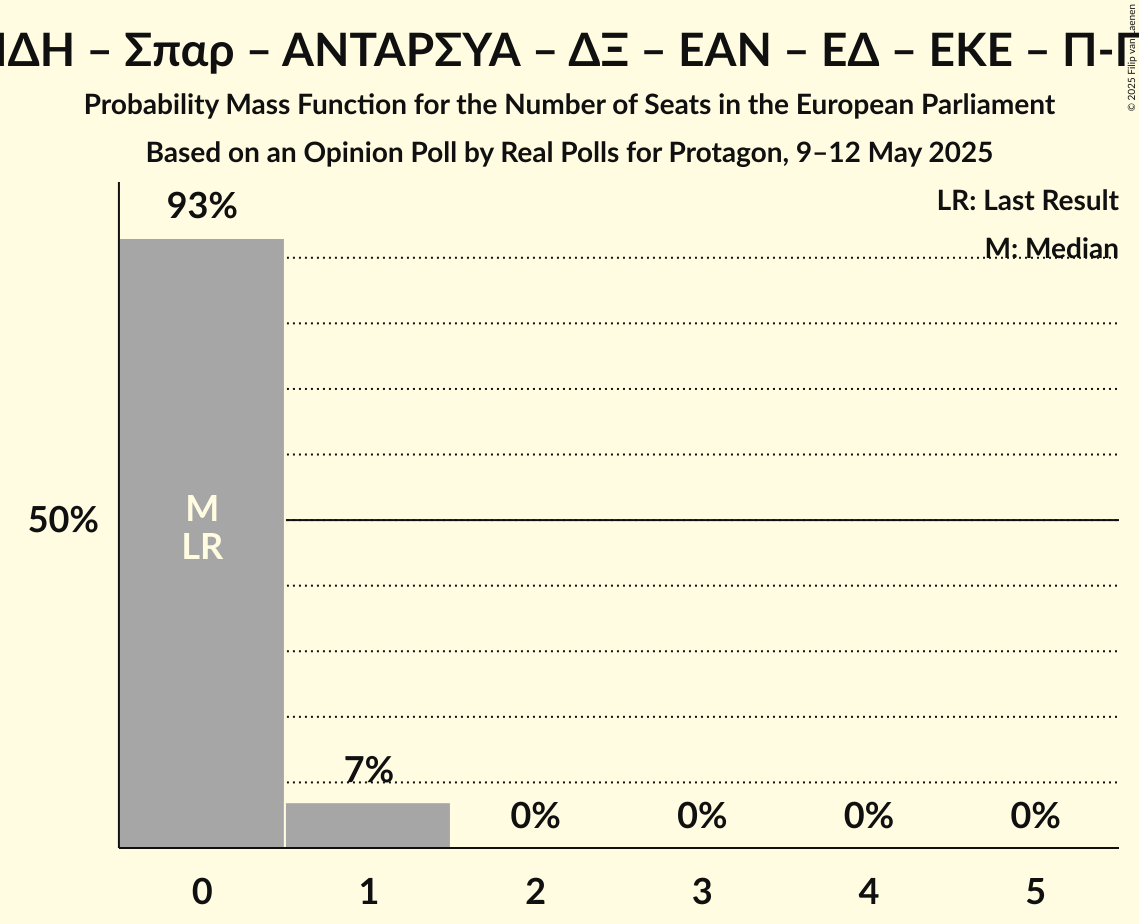 ΔΗ – Σπαρ – ΑΝΤΑΡΣΥΑ – ΔΞ – ΕΑΝ – ΕΔ – ΕΚΕ – Π-
© 2025 Filip van Laenen
Probability Mass Function for the Number of Seats in the European Parliament
Based on an Opinion Poll by Real Polls for Protagon, 9–12 May 2025
LR: Last Result
M: Median
93%
50%
M
LR
7%
0% 0% 0% 0%
0 1 2 3 4 5